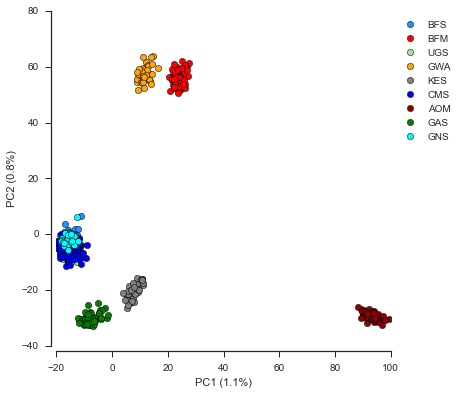 80
60
40
20
0
−20
−40
PC2 (0.8%)
−20
0
20
40
60
80
100
PC1 (1.1%)
BFS
BFM
UGS
GWA
KES
CMS
AOM
GAS
GNS